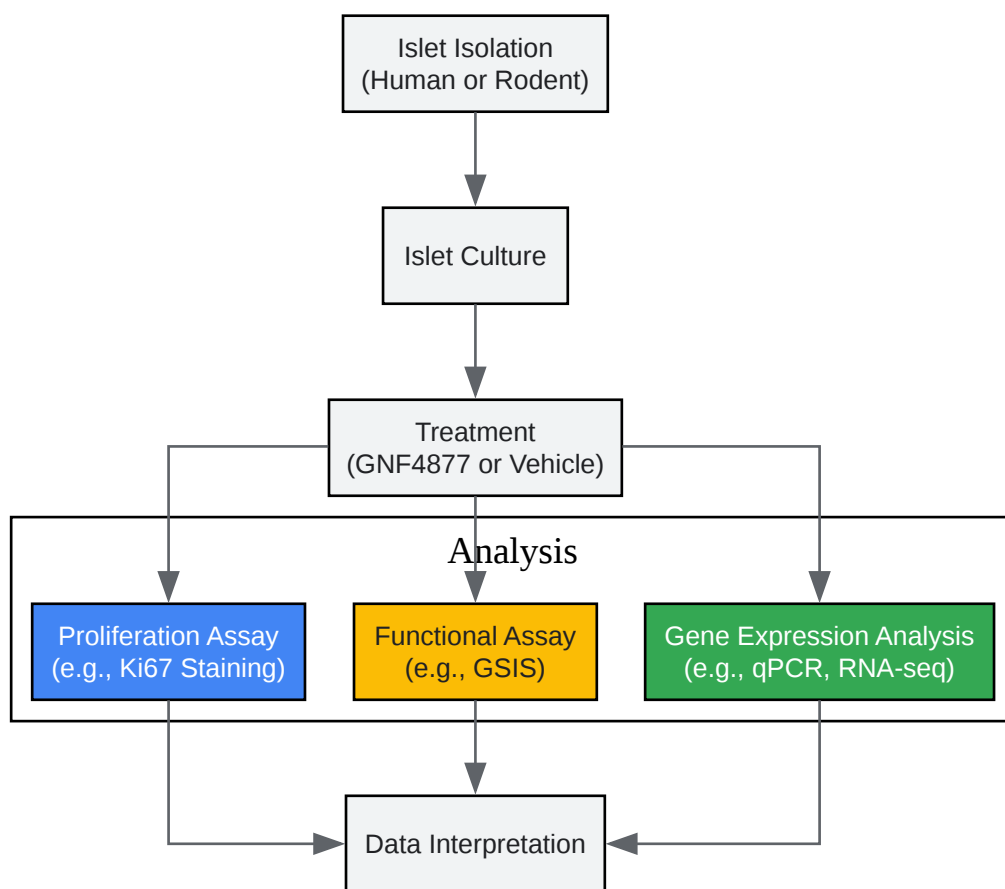 Islet Isolation
(Human or Rodent)
Islet Culture
Treatment
(GNF4877 or Vehicle)
Analysis
Proliferation Assay
(e.g., Ki67 Staining)
Functional Assay
(e.g., GSIS)
Gene Expression Analysis
(e.g., qPCR, RNA-seq)
Data Interpretation